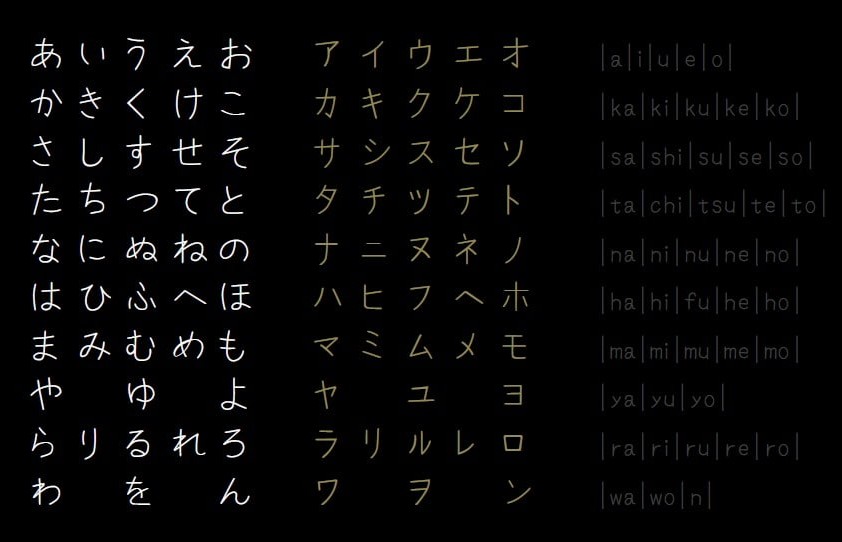 あ い う え お ア イ ウ エ オ |a|i|u|e|o|
か き く け こ カ キ ク ケ コ |ka|ki|ku|ke|ko|
さ し す せ そ サ シ ス セ ソ |sa|shi|su|se|so|
た ち つ て と タ チ ツ テ ト |ta|chi|tsu|te|to|
な に ぬ ね の ナ ニ ヌ ネ ノ |na|ni|nu|ne|no|
は ひ ふ へ ほ ハ ヒ フ ヘ ホ |ha|hi|fu|he|ho|
ま み む め も マ ミ ム メ モ |ma|mi|mu|me|mo|
や ゆ よ ヤ ユ ヨ |ya|yu|yo|
ら り る れ ろ ラ リ ル レ ロ |ra|ri|ru|re|ro|
わ を ん ワ ヲ ン |wa|wo|n|